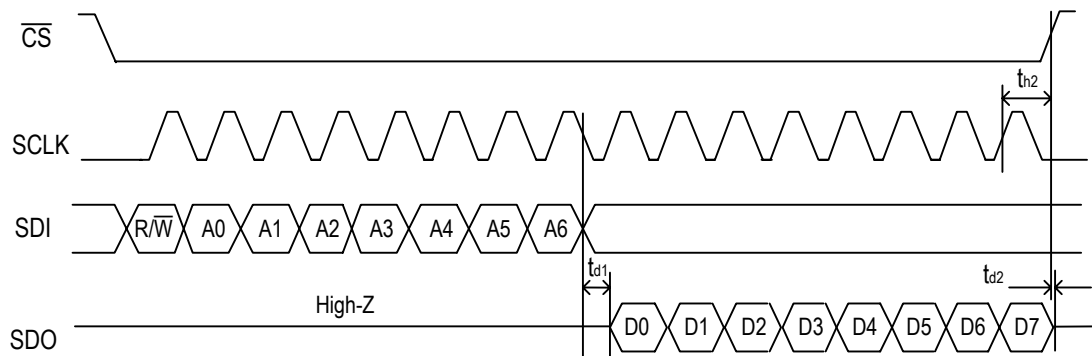 CS
th2
SCLK
SDI R/W A0 A1 A2 A3 A4 A5 A6
td1
td2
High-Z
SDO D0 D1 D2 D3 D4 D5 D6 D7